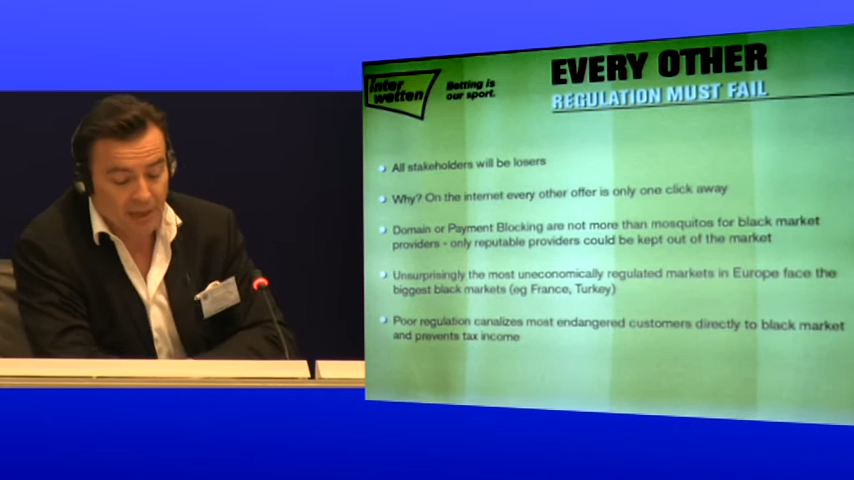 inter
wetten
Betting is
our sport.
EVERY OTHER
REGULATION MUST FAIL
All stakeholders will be losers
Why? On the internet every other offer is only one click away
Domain or Payment Blocking are not more than mosquitos for black market
providers - only reputable providers could be kept out of the market
Unsurprisingly the most uneconomically regulated markets in Europe face the
biggest black markets (eg France, Turkey)
Poor regulation canalizes most endangered customers directly to black market
and prevents tax income